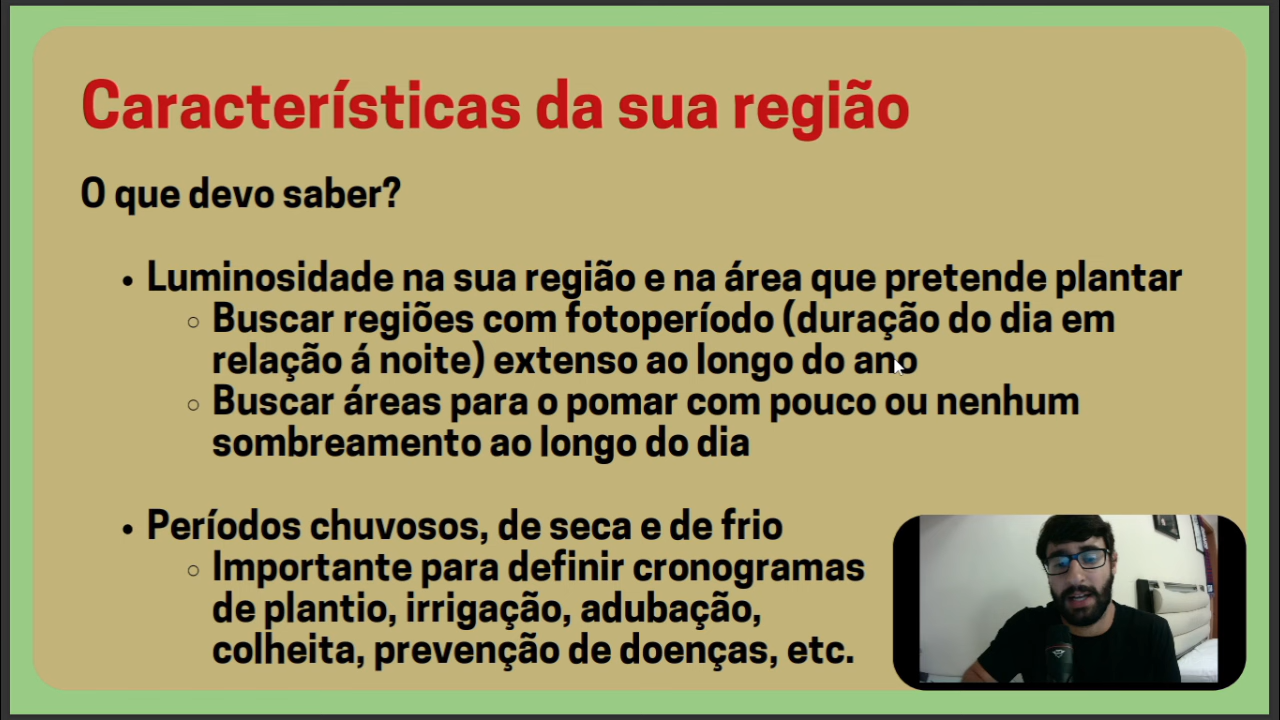 Características da sua região
O que devo saber?
• Luminosidade na sua região e na área que pretende plantar
○ Buscar regiões com fotoperíodo (duração do dia em
relação á noite) extenso ao longo do ano
○ Buscar áreas para o pomar com pouco ou nenhum
sombreamento ao longo do dia
• Períodos chuvosos, de seca e de frio
○ Importante para definir cronogramas
de plantio, irrigação, adubação,
colheita, prevenção de doenças, etc.